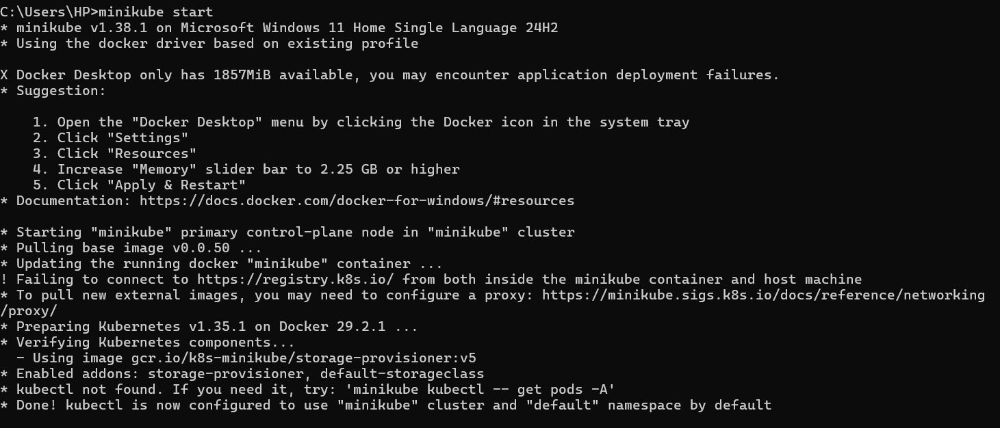 C:\Users\HP>minikube start
* minikube v1.38.1 on Microsoft Windows 11 Home Single Language 24H2
* Using the docker driver based on existing profile
X Docker Desktop only has 1857MiB available, you may encounter application deployment failures.
* Suggestion:
1. Open the "Docker Desktop" menu by clicking the Docker icon in the system tray
2. Click "Settings"
3. Click "Resources"
4. Increase "Memory" slider bar to 2.25 GB or higher
5. Click "Apply & Restart"
* Documentation: https://docs.docker.com/docker-for-windows/#resources
* Starting "minikube" primary control-plane node in "minikube" cluster
* Pulling base image v0.0.50 ...
* Updating the running docker "minikube" container ...
! Failing to connect to https://registry.k8s.io/ from both inside the minikube container and host machine
* To pull new external images, you may need to configure a proxy: https://minikube.sigs.k8s.io/docs/reference/networking
/proxy/
* Preparing Kubernetes v1.35.1 on Docker 29.2.1 ...
* Verifying Kubernetes components...
- Using image gcr.io/k8s-minikube/storage-provisioner:v5
* Enabled addons: storage-provisioner, default-storageclass
* kubectl not found. If you need it, try: 'minikube kubectl -- get pods -A'
* Done! kubectl is now configured to use "minikube" cluster and "default" namespace by default